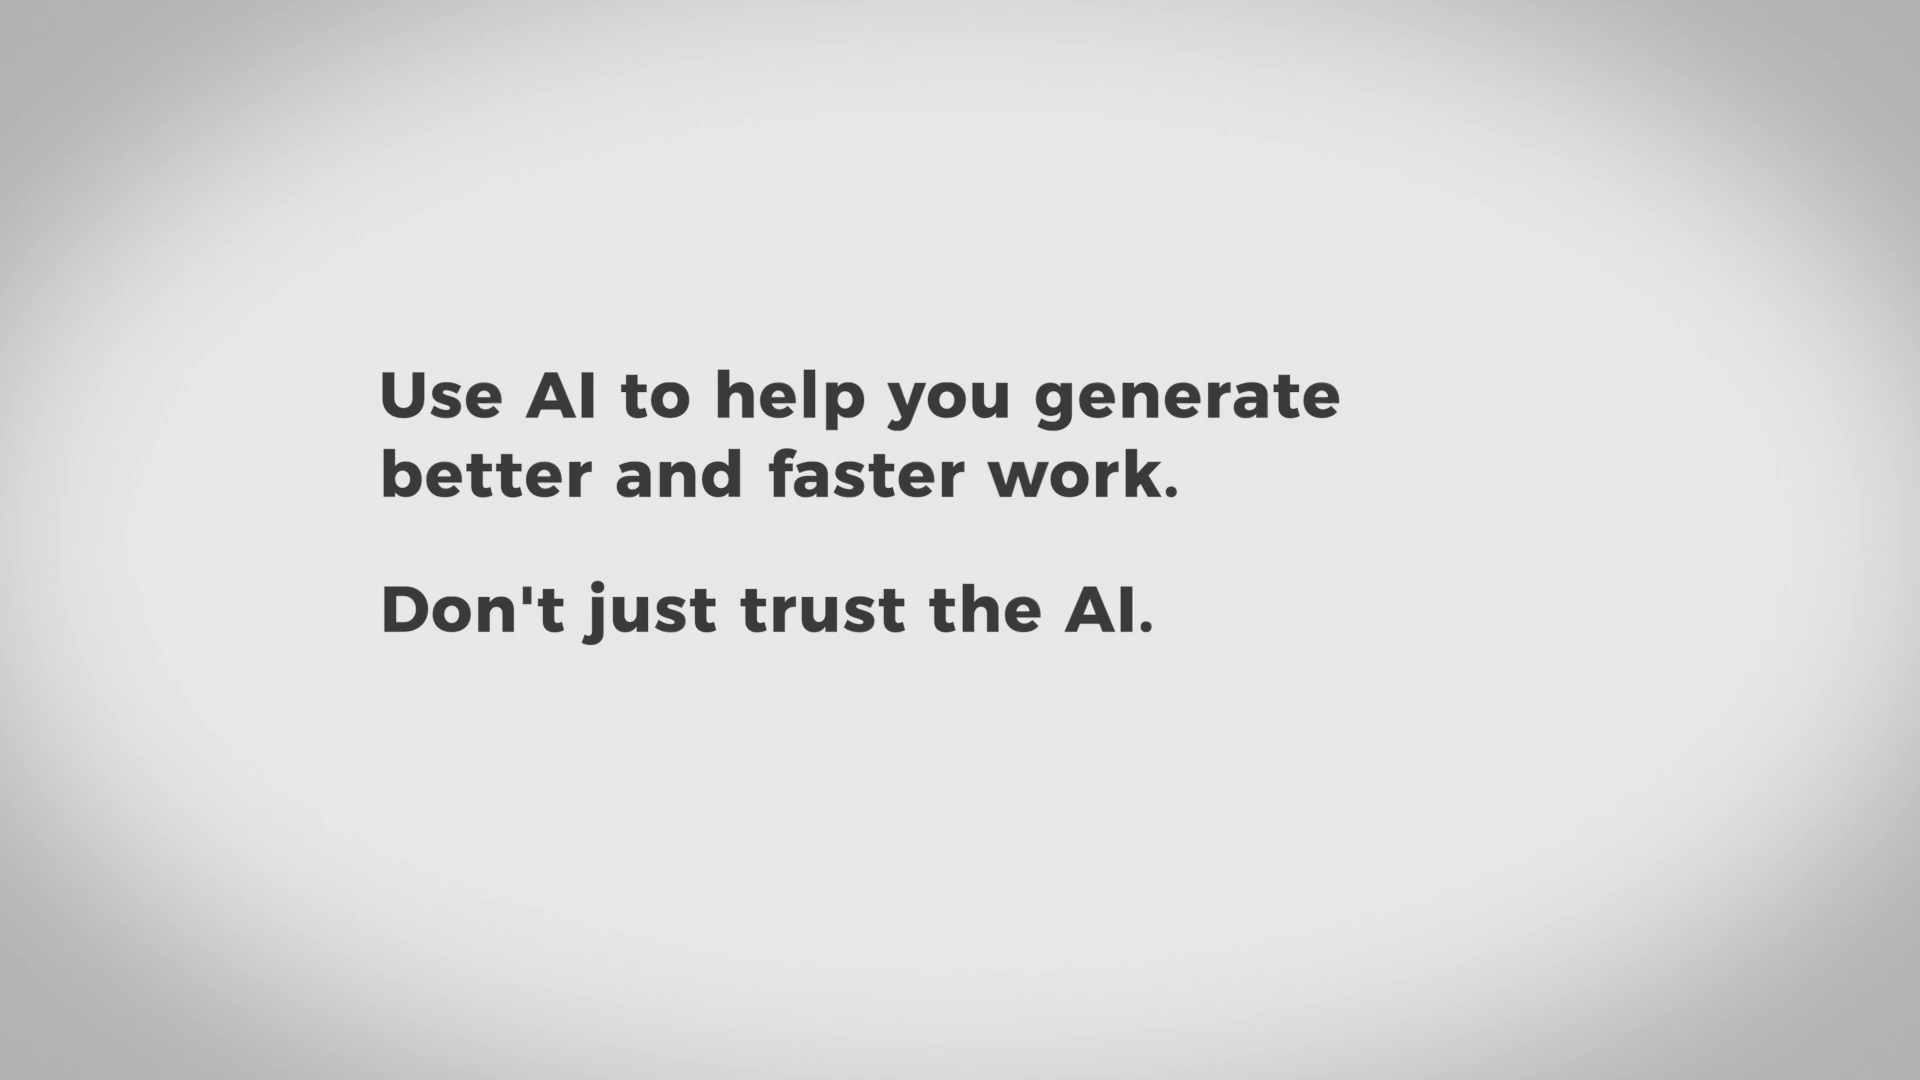 Use AI to help you generate
better and faster work.
Don't just trust the AI.